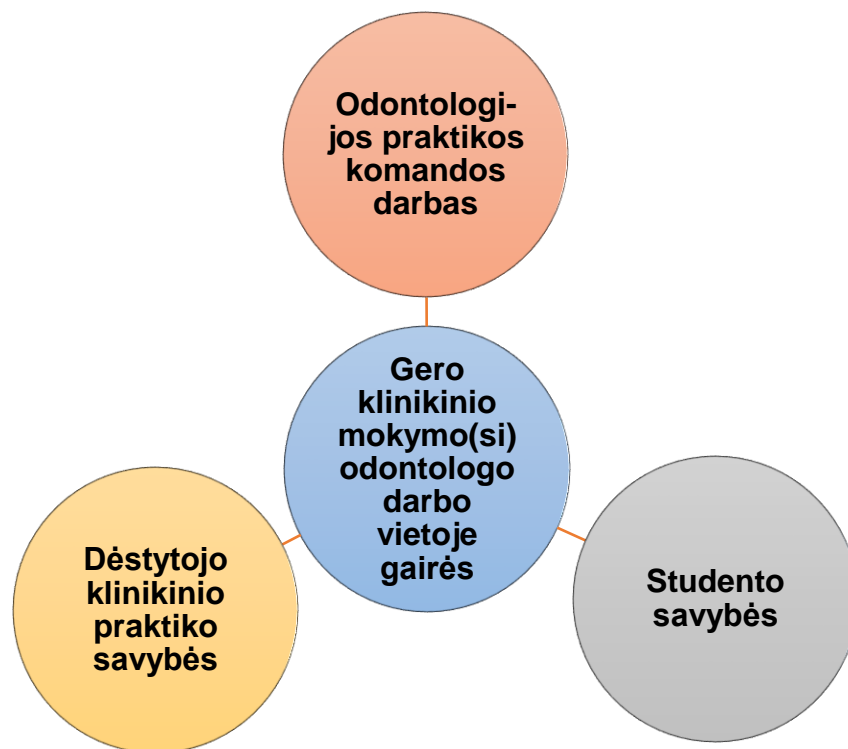 Odontologi-
jos praktikos
komandos
darbas
Gero
klinikinio
mokymo(si)
odontologo
darbo
vietoje
gairės
Dėstytojo
klinikinio
praktiko
savybės
Studento
savybės